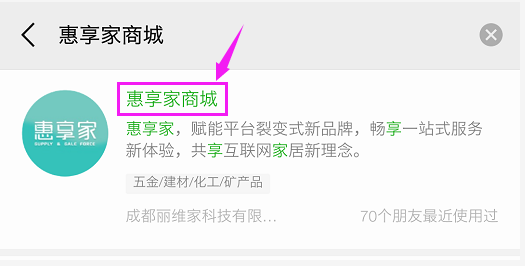 惠享家商城
惠享家商城
惠享家
SUPPLY & SALE FORCE
惠享家，赋能平台裂变式新品牌，畅享一站式服务
新体验，共享互联网家居新理念。
五金/建材/化工/矿产品
成都丽维家科技有限...
70个朋友最近使用过